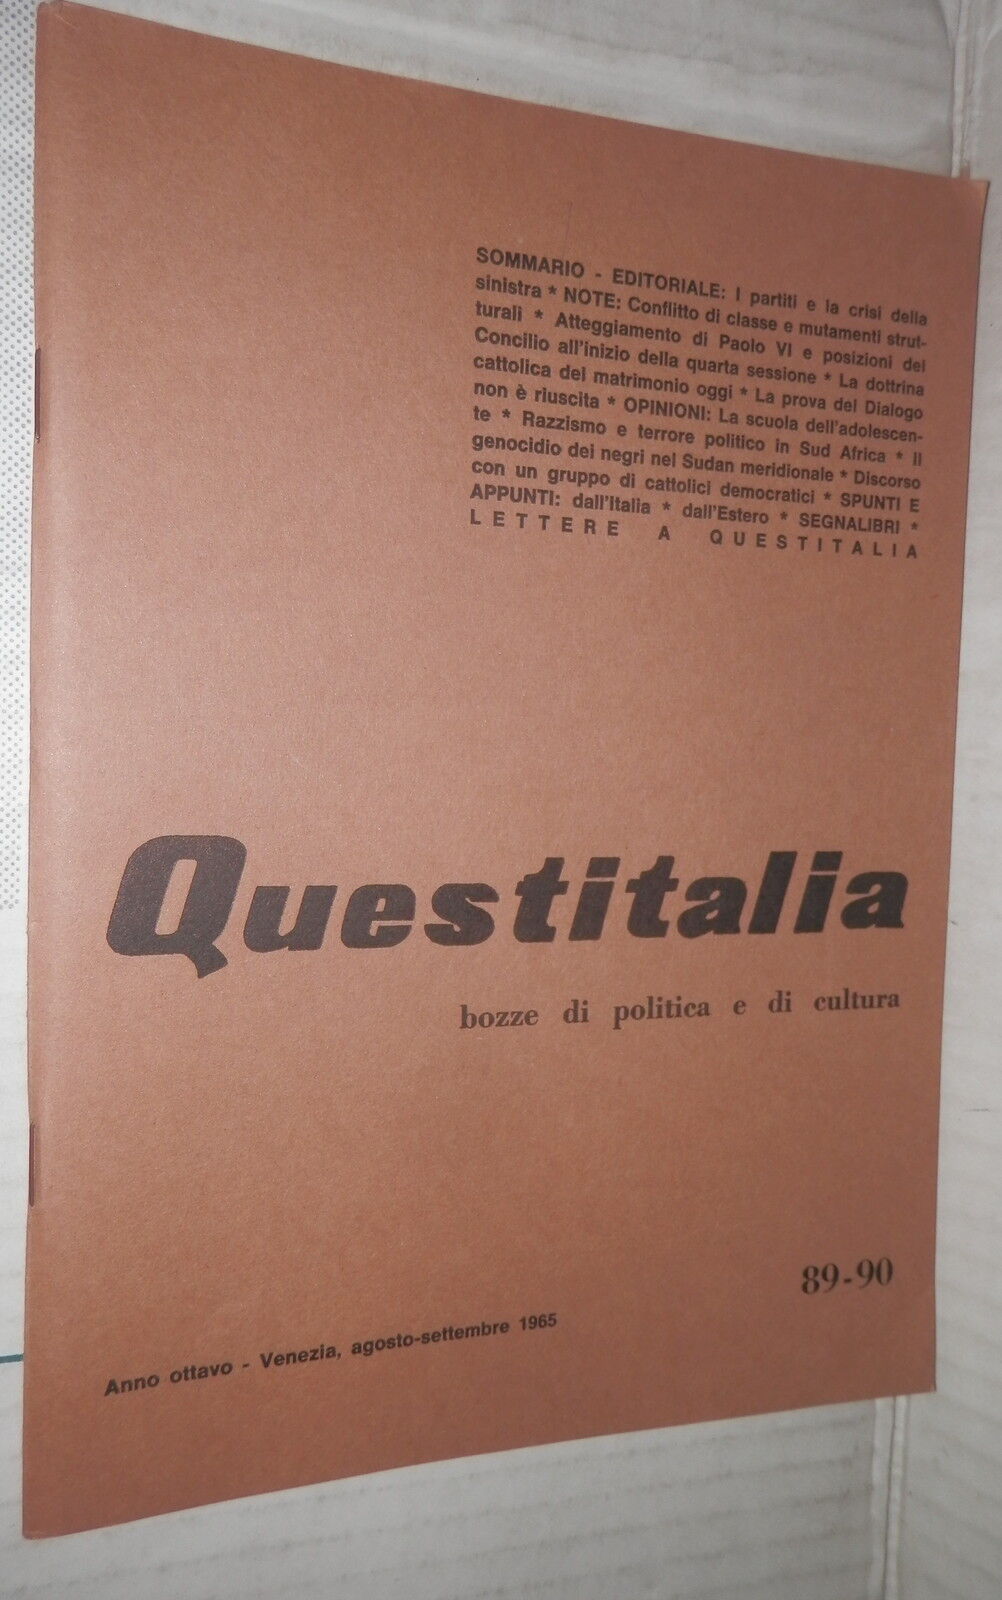 SOMMARIO - EDITORIALE: I partiti e la crisi della
sinistra * NOTE: Conflitto di classe e mutamenti strut-
turali * Atteggiamento di Paolo VI e posizioni del
Concilio all'inizio della quarta sessione * La dottrina
cattolica del matrimonio oggi * La prova del Dialogo
non è riuscita * OPINIONI: La scuola dell'adolescen-
te * Razzismo e terrore politico in Sud Africa * Il
genocidio dei negri nel Sudan meridionale * Discorso
con un gruppo di cattolici democratici * SPUNTI E
APPUNTI: dall'Italia * dall'Estero * SEGNALIBRI *
LETTERE A QUESTITALIA
Questitalia
bozze di politica e di cultura
89-90
Anno ottavo - Venezia, agosto-settembre 1965